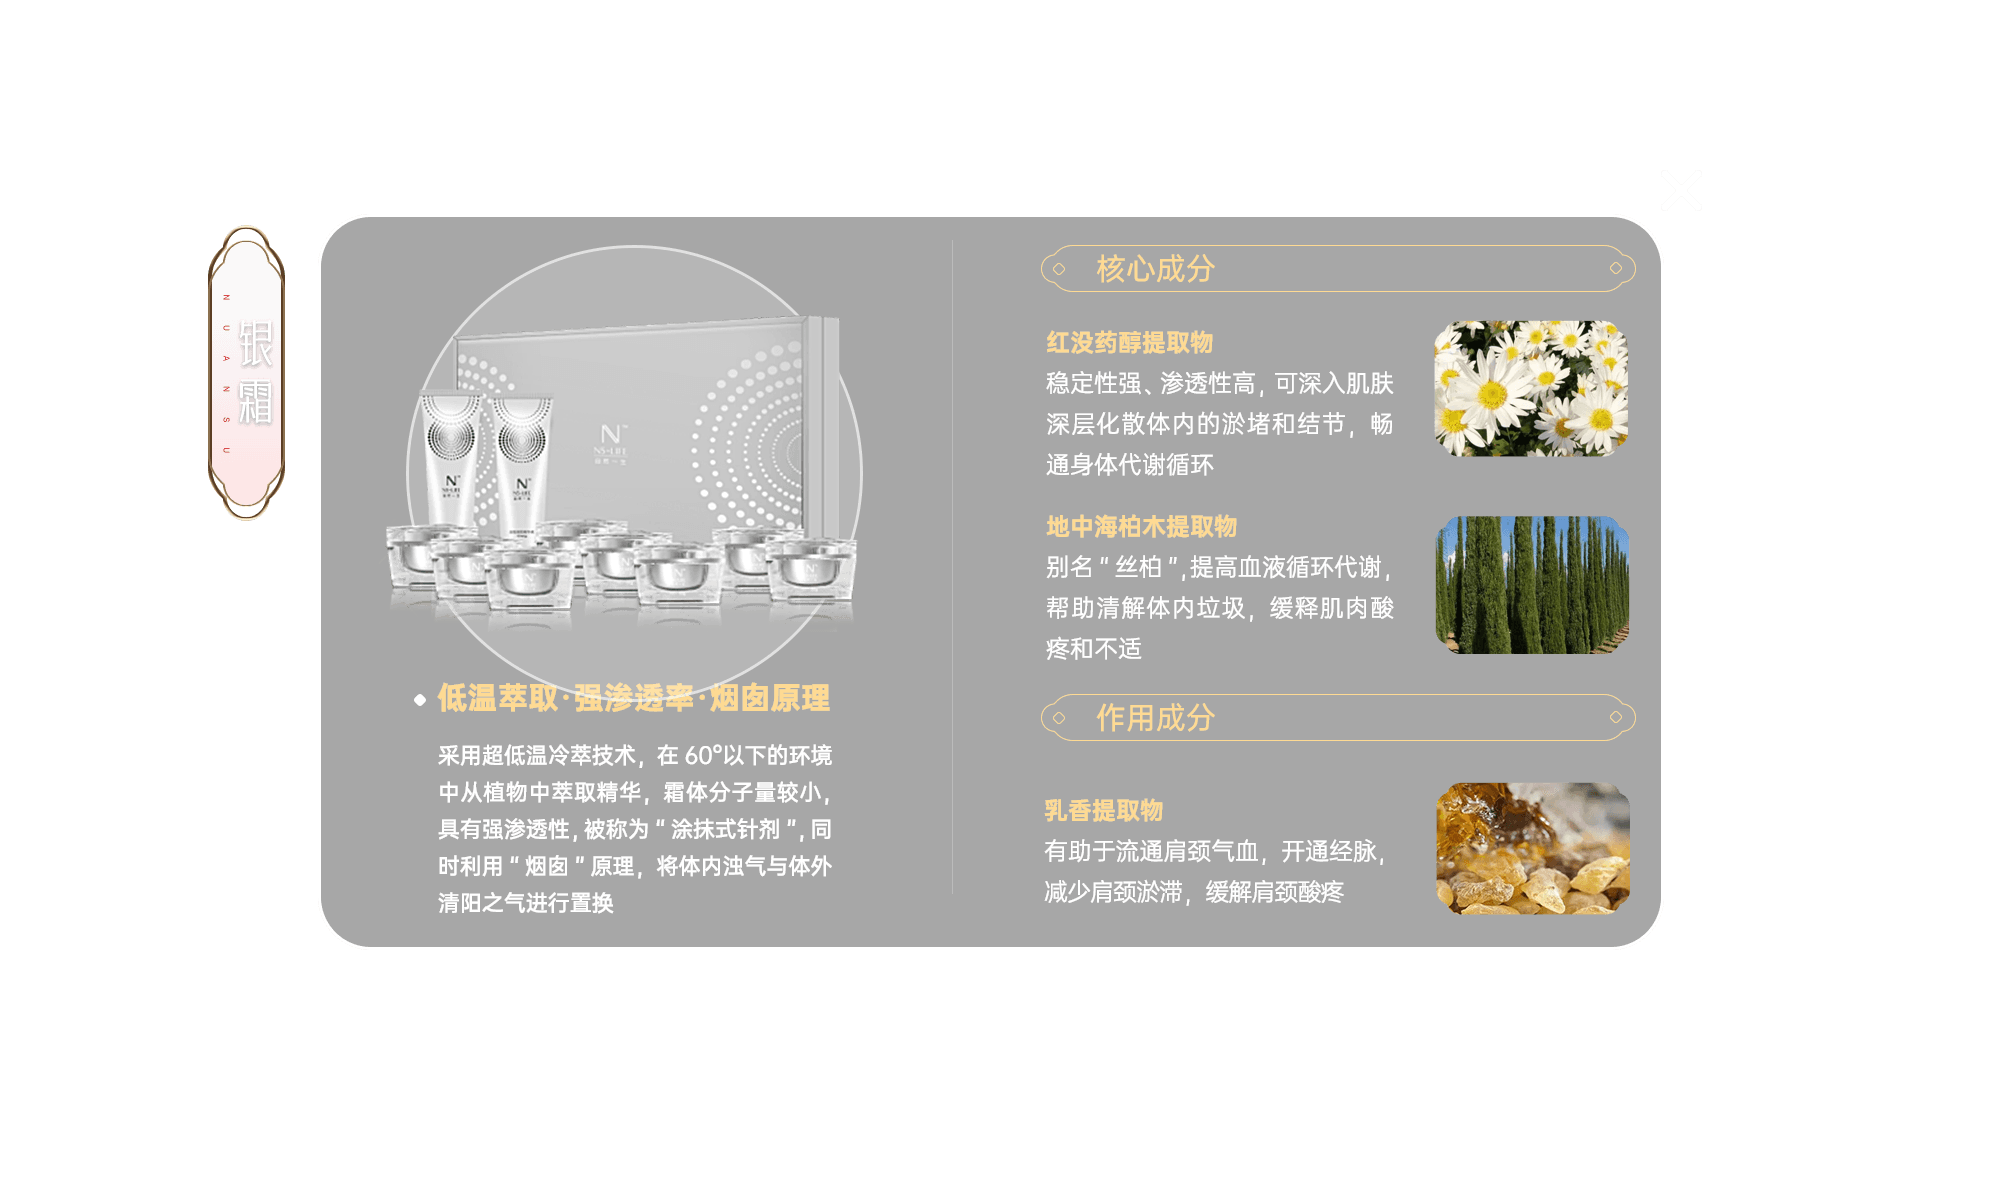 银霜
NUANSU
N
NS·LIFE
N
N
低温萃取·强渗透率·烟囱原理
采用超低温冷萃技术，在 60°以下的环境
中从植物中萃取精华，霜体分子量较小，
具有强渗透性，被称为 " 涂抹式针剂 "，同
时利用 " 烟囱 " 原理，将体内浊气与体外
清阳之气进行置换
核心成分
红没药醇提取物
稳定性强、渗透性高，可深入肌肤
深层化散体内的淤堵和结节，畅
通身体代谢循环
地中海柏木提取物
别名 " 丝柏 "，提高血液循环代谢，
帮助清解体内垃圾，缓释肌肉酸
疼和不适
作用成分
乳香提取物
有助于流通肩颈气血，开通经脉，
减少肩颈淤滞，缓解肩颈酸疼